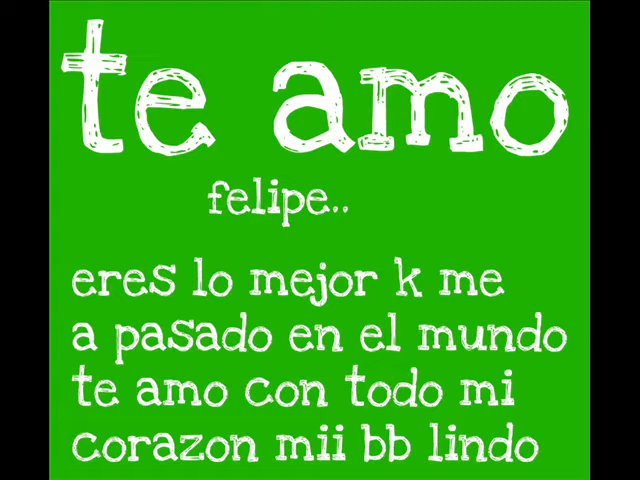 te amo
felipe..
eres lo mejor k me
a pasado en el mundo
te amo con todo mi
corazon mii bb lindo